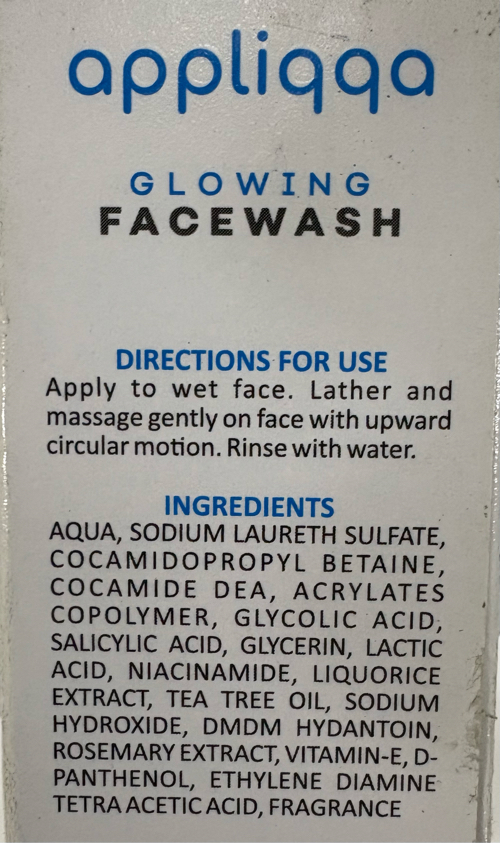 appliqqa
GLOWING
FACEWASH
DIRECTIONS FOR USE
Apply to wet face. Lather and
massage gently on face with upward
circular motion. Rinse with water.
INGREDIENTS
AQUA, SODIUM LAURETH SULFATE,
COCAMIDOPROPYL BETAINE,
COCAMIDE DEA, ACRYLATES
COPOLYMER, GLYCOLIC ACID,
SALICYLIC ACID, GLYCERIN, LACTIC
ACID, NIACINAMIDE, LIQUORICE
EXTRACT, TEA TREE OIL, SODIUM
HYDROXIDE, DMDM HYDANTOIN,
ROSEMARY EXTRACT, VITAMIN-E, D-
PANTHENOL, ETHYLENE DIAMINE
TETRA ACETIC ACID, FRAGRANCE